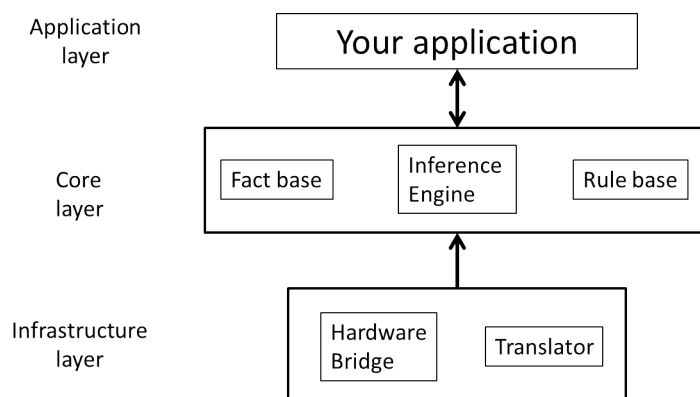 Application
layer
Your application
Core
layer
Fact base
Inference
Engine
Rule base
Infrastructure
layer
Hardware
Bridge
Translator